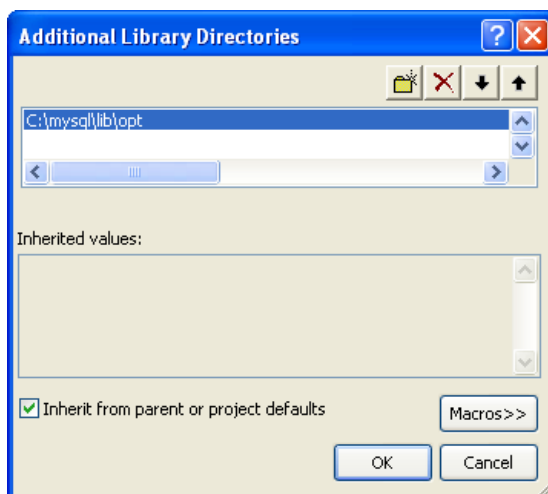 Additional Library Directories
C:\mysql\lib\opt
Inherited values:
Inherit from parent or project defaults
Macros>>
OK
Cancel